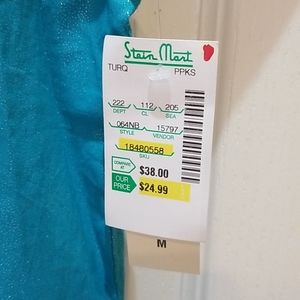 Stein Mart
TURQ PPKS
222 112 205
DEPT CL SEA
064NB 15797
STYLE VENDOR
18480558
SKU
COMPARE AT $38.00
OUR PRICE $24.99
M